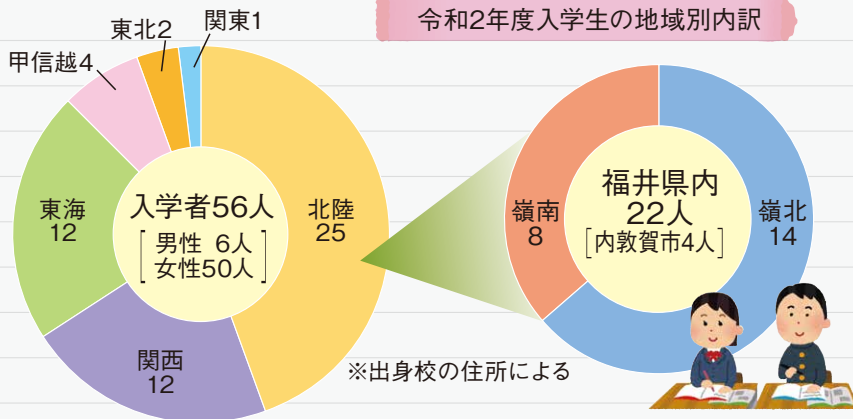 令和2年度入学生の地域別内訳
関東1
東北2
甲信越4
東海
12
関西
12
北陸
25
入学者56人
男性 6人
女性50人
嶺南
8
福井県内
22人
[内敦賀市4人]
嶺北
14
※出身校の住所による